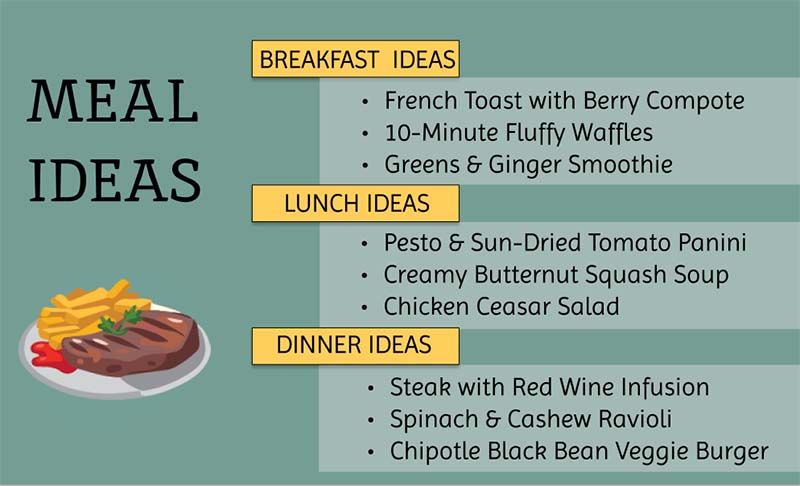 MEAL
IDEAS
BREAKFAST IDEAS
• French Toast with Berry Compote
• 10-Minute Fluffy Waffles
• Greens & Ginger Smoothie
LUNCH IDEAS
• Pesto & Sun-Dried Tomato Panini
• Creamy Butternut Squash Soup
• Chicken Ceasar Salad
DINNER IDEAS
• Steak with Red Wine Infusion
• Spinach & Cashew Ravioli
• Chipotle Black Bean Veggie Burger